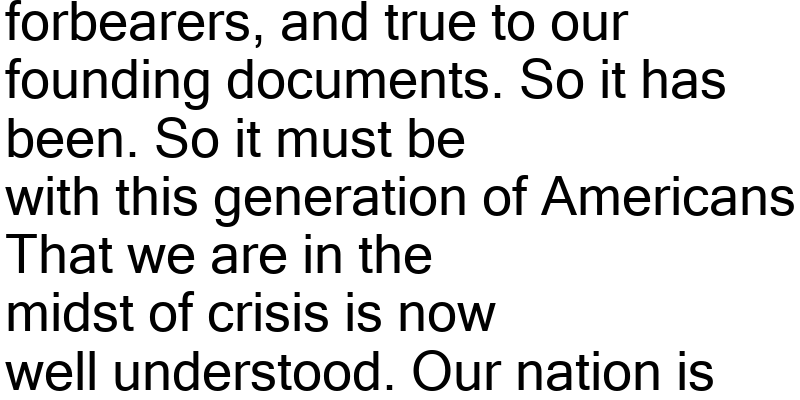 forbearers, and true to our
founding documents. So it has
been. So it must be
with this generation of Americans
That we are in the
midst of crisis is now
well understood. Our nation is